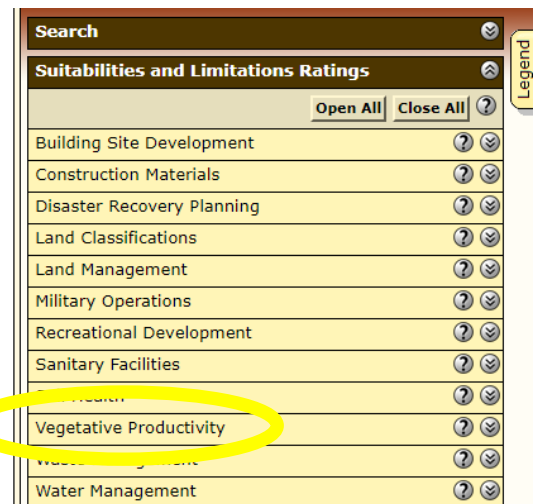 Search
Legend
Suitabilities and Limitations Ratings
Open All Close All ?
Building Site Development ?
Construction Materials ?
Disaster Recovery Planning ?
Land Classifications ?
Land Management ?
Military Operations ?
Recreational Development ?
Sanitary Facilities ?
Health ?
Vegetative Productivity ?
?
Water Management ?